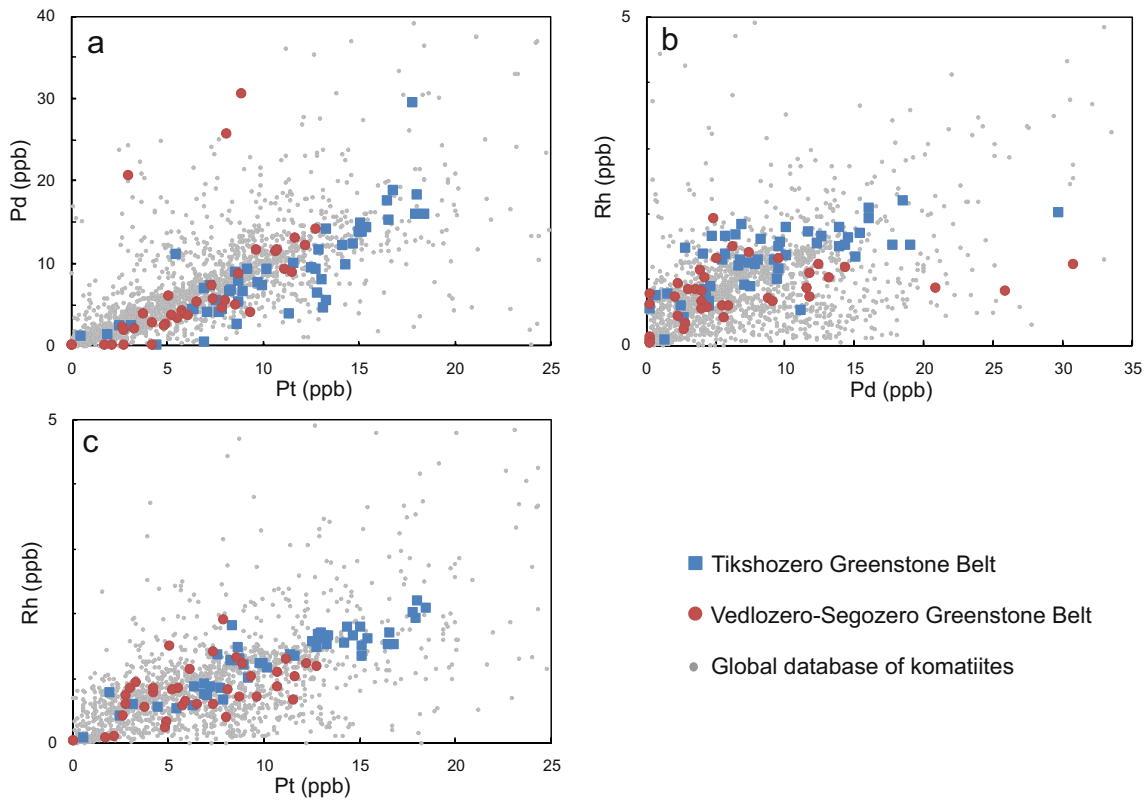 a
40
30
20
10
0
Pd (ppb)
0 5 10 15 20 25
Pt (ppb)
b
5
0
Rh (ppb)
0 5 10 15 20 25 30 35
Pd (ppb)
c
5
0
Rh (ppb)
0 5 10 15 20 25
Pt (ppb)
Tikshozero Greenstone Belt
Vedlozero-Segozero Greenstone Belt
Global database of komatiites